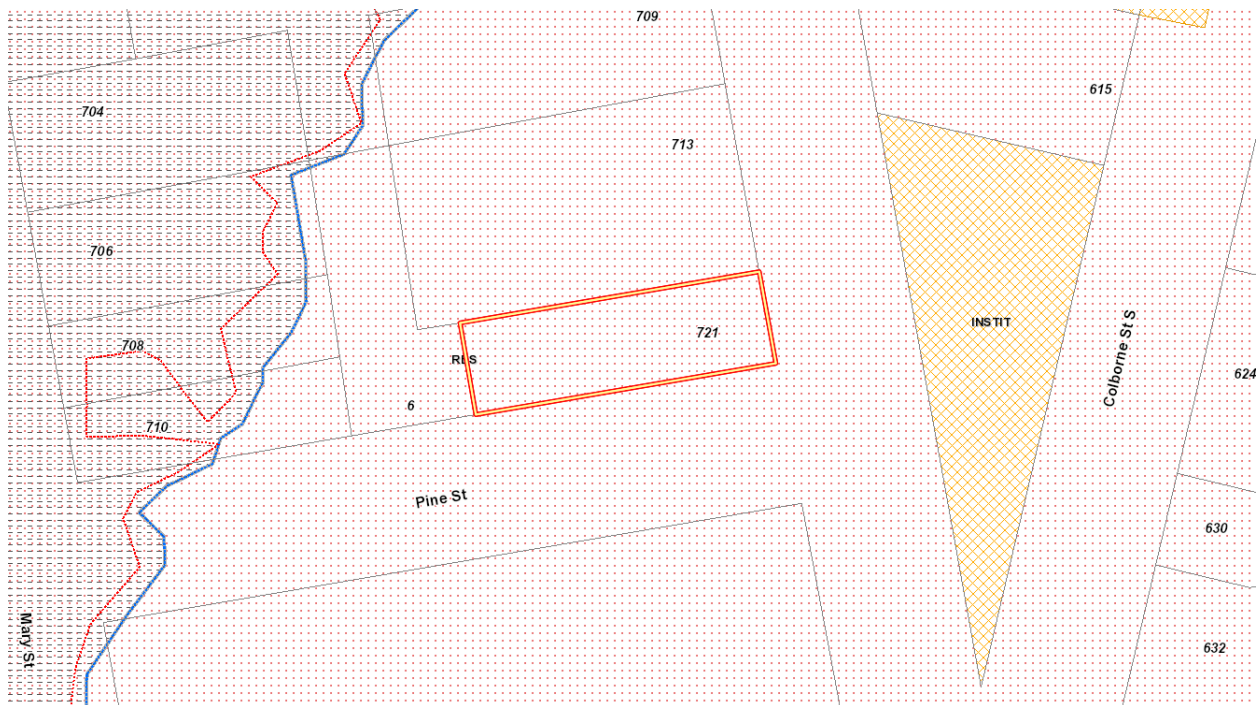 709
615
704
713
706
INSTIT
721
708
RES
Colborne St S
624
6
710
Pine St
630
Mary St
632